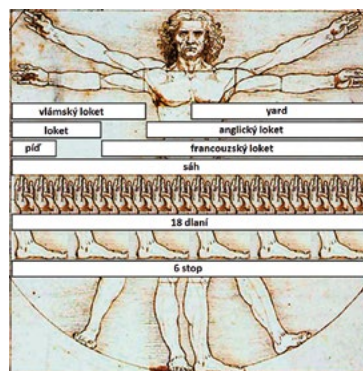 vlámský loket yard
loket anglický loket
píď francouzský loket
sáh
18 dlaní
6 stop